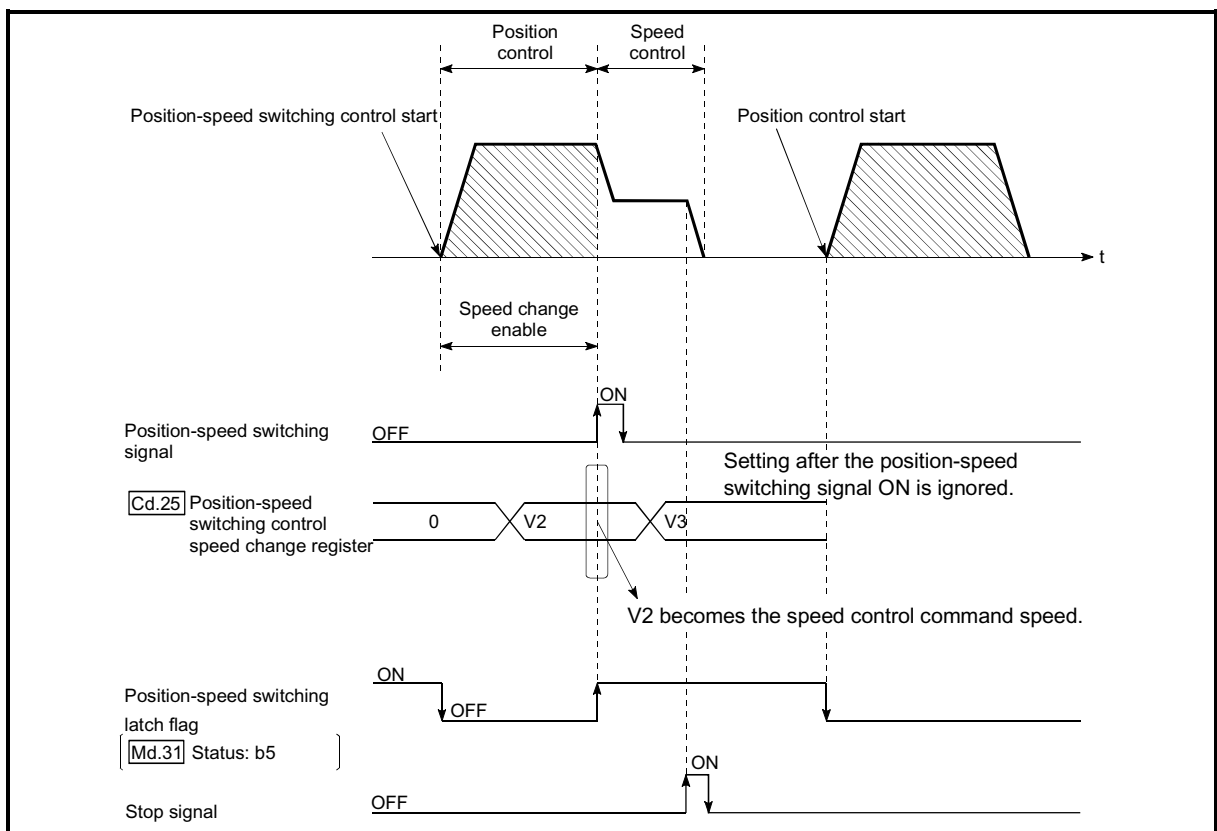 Position
control
Speed
control
Position-speed switching control start
Position control start
t
Speed change
enable
ON
Position-speed switching
signal
OFF
Setting after the position-speed
switching signal ON is ignored.
Cd.25 Position-speed
switching control
speed change register
0
V2
V3
V2 becomes the speed control command speed.
ON
Position-speed switching
latch flag
OFF
Md.31 Status: b5
ON
Stop signal
OFF